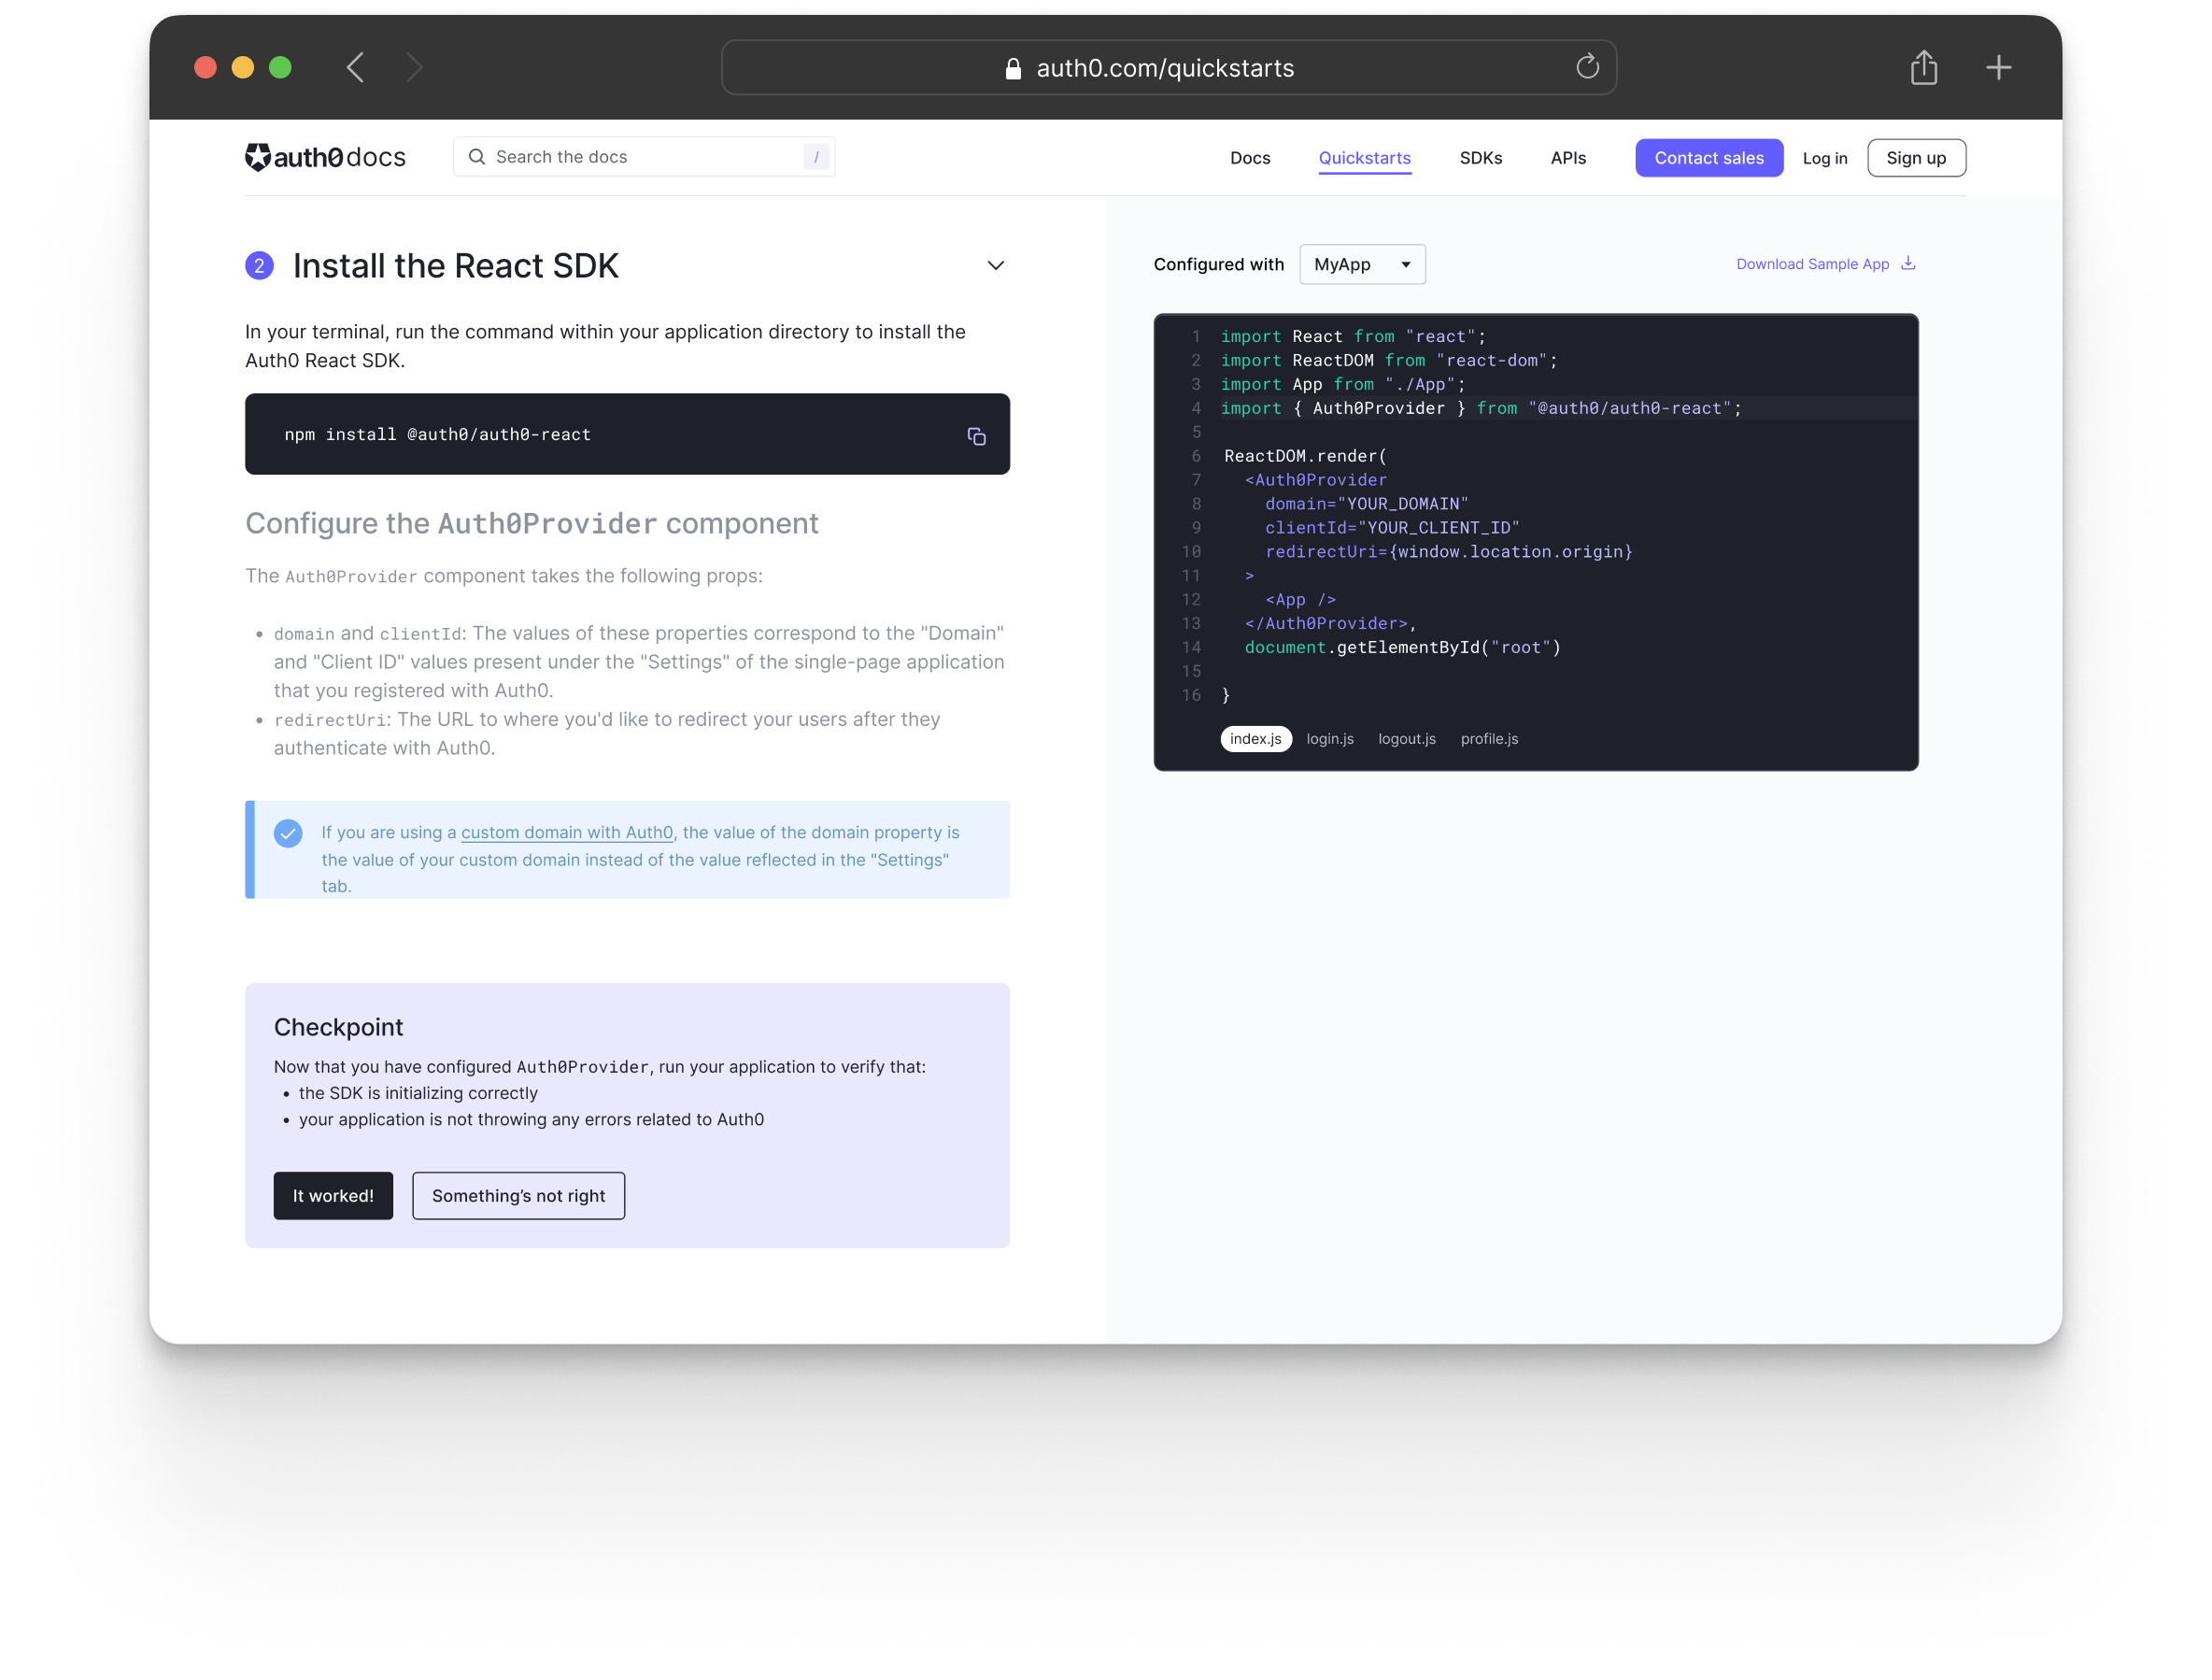 auth0.com/quickstarts
auth0 docs
Search the docs /
Docs Quickstarts SDKs APIs Contact sales Log in Sign up
2 Install the React SDK
In your terminal, run the command within your application directory to install the
Auth0 React SDK.
npm install @auth0/auth0-react
Configure the Auth0Provider component
The Auth0Provider component takes the following props:
• domain and clientId: The values of these properties correspond to the "Domain"
and "Client ID" values present under the "Settings" of the single-page application
that you registered with Auth0.
• redirectUri: The URL to where you'd like to redirect your users after they
authenticate with Auth0.
If you are using a custom domain with Auth0, the value of the domain property is
the value of your custom domain instead of the value reflected in the "Settings"
tab.
Checkpoint
Now that you have configured Auth0Provider, run your application to verify that:
• the SDK is initializing correctly
• your application is not throwing any errors related to Auth0
It worked! Something’s not right
Configured with MyApp Download Sample App
1 import React from "react";
2 import ReactDOM from "react-dom";
3 import App from "./App";
4 import { Auth0Provider } from "@auth0/auth0-react";
5
6 ReactDOM.render(
7 <Auth0Provider
8 domain="YOUR_DOMAIN"
9 clientId="YOUR_CLIENT_ID"
10 redirectUri={window.location.origin}
11 >
12 <App />
13 </Auth0Provider>,
14 document.getElementById("root")
15
16 }
index.js login.js logout.js profile.js